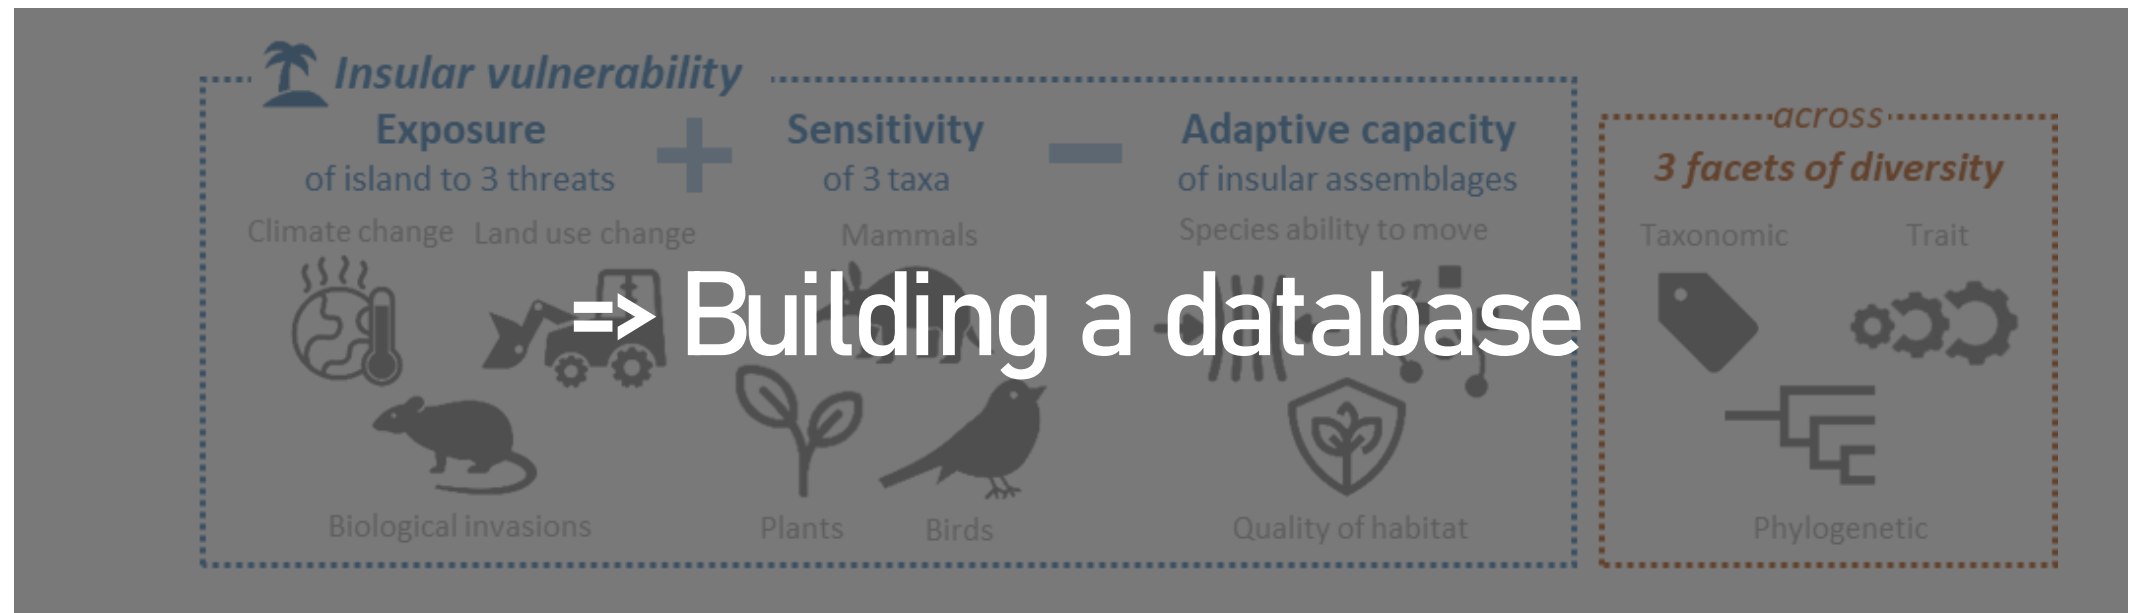 Insular vulnerability
Exposure
of island to 3 threats
Climate change
Land use change
Biological invasions
Sensitivity
of 3 taxa
Mammals
Plants
Birds
Adaptive capacity
of insular assemblages
Species ability to move
Quality of habitat
across
3 facets of diversity
Taxonomic
Trait
Phylogenetic
=> Building a database